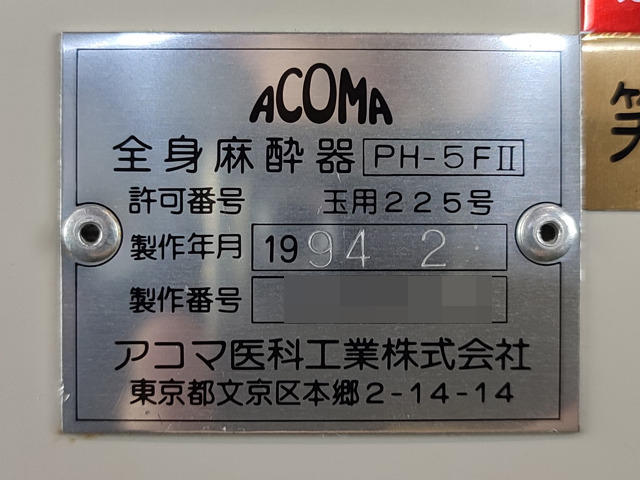 ACOMA
全身麻酔器 PH-5FⅡ
許可番号 玉用225号
製作年月 1994 2
製作番号
アコマ医科工業株式会社
東京都文京区本郷2-14-14